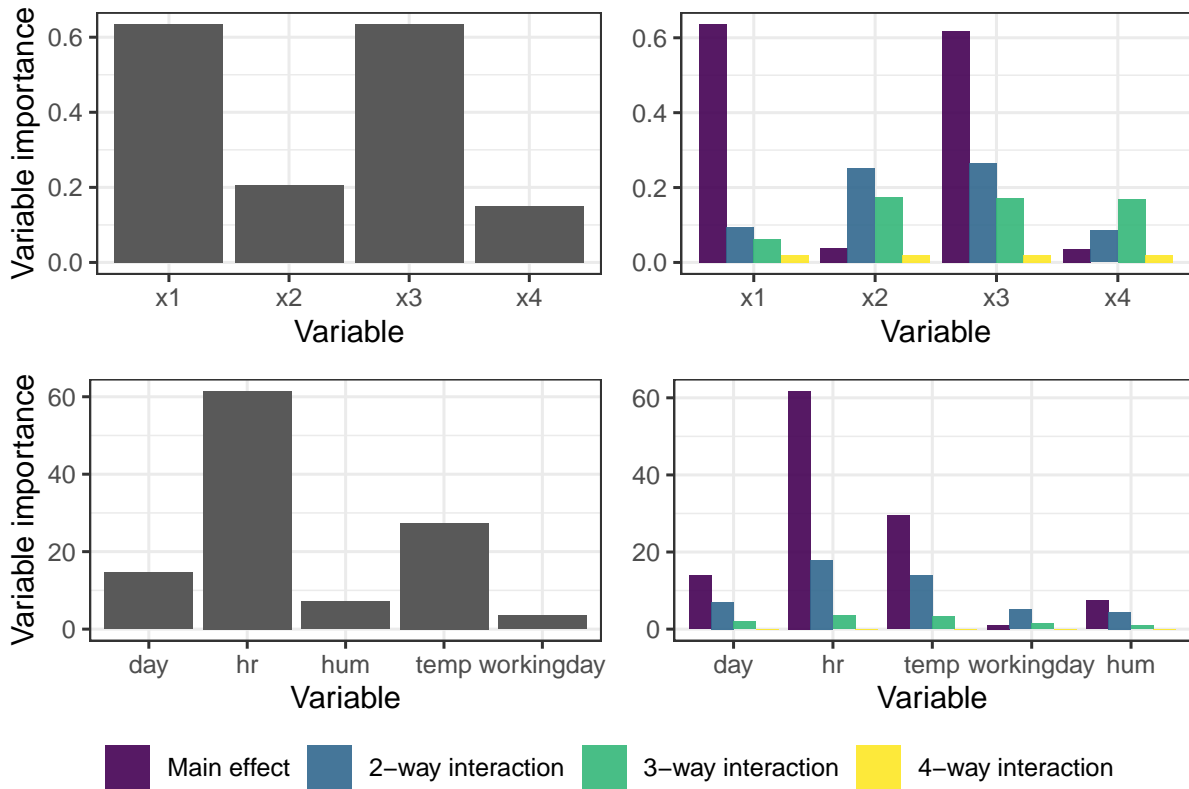 Variable importance
0.6
0.4
0.2
0.0
x1 x2 x3 x4
Variable
0.6
0.4
0.2
0.0
x1 x2 x3 x4
Variable
Variable importance
60
40
20
0
day hr hum temp workingday
Variable
60
40
20
0
day hr temp workingday hum
Variable
Main effect 2−way interaction 3−way interaction 4−way interaction